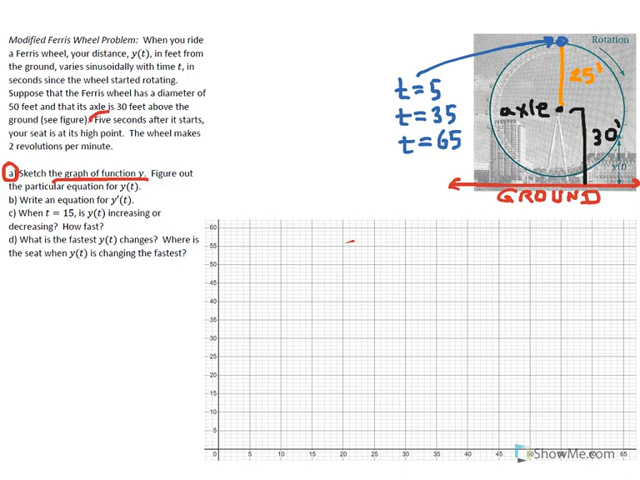 Modified Ferris Wheel Problem: When you ride
a Ferris wheel, your distance, y(t), in feet from
the ground, varies sinusoidally with time t, in
seconds since the wheel started rotating.
Suppose that the Ferris wheel has a diameter of
50 feet and that its axle is 30 feet above the
ground (see figure). Five seconds after it starts,
your seat is at its high point. The wheel makes
2 revolutions per minute.
a) Sketch the graph of function y. Figure out
the particular equation for y(t).
b) Write an equation for y′(t).
c) When t = 15, is y(t) increasing or
decreasing? How fast?
d) What is the fastest y(t) changes? Where is
the seat when y(t) is changing the fastest?
Rotation
25'
t=5
t=35
t=65
axle
30'
y(t)
GROUND
60
55
50
45
40
35
30
25
20
15
10
5
0
0 5 10 15 20 25 30 35 40 45 50 55 60 65
ShowMe.com